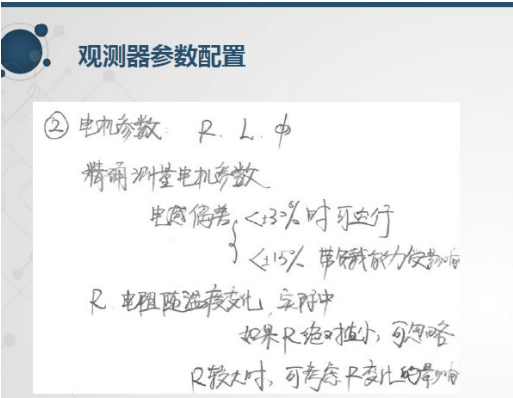 观测器参数配置
② 电机参数 R. L. ф
精确测量电机参数
电感偏差 <±3% 时可运行
<±15% 带载能力受影响
R 电阻随温度变化, 实际中
如果R绝对值小, 可忽略
R较大时, 可考虑R变化的影响